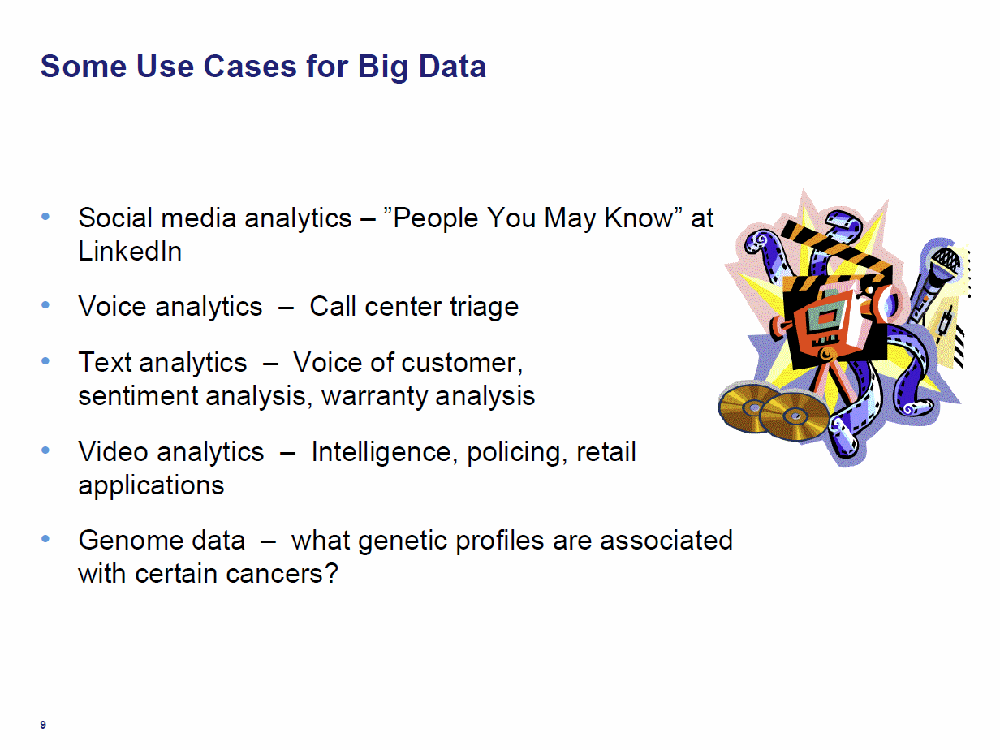 Some Use Cases for Big Data
• Social media analytics – ”People You May Know” at
LinkedIn
• Voice analytics – Call center triage
• Text analytics – Voice of customer,
sentiment analysis, warranty analysis
• Video analytics – Intelligence, policing, retail
applications
• Genome data – what genetic profiles are associated
with certain cancers?
9